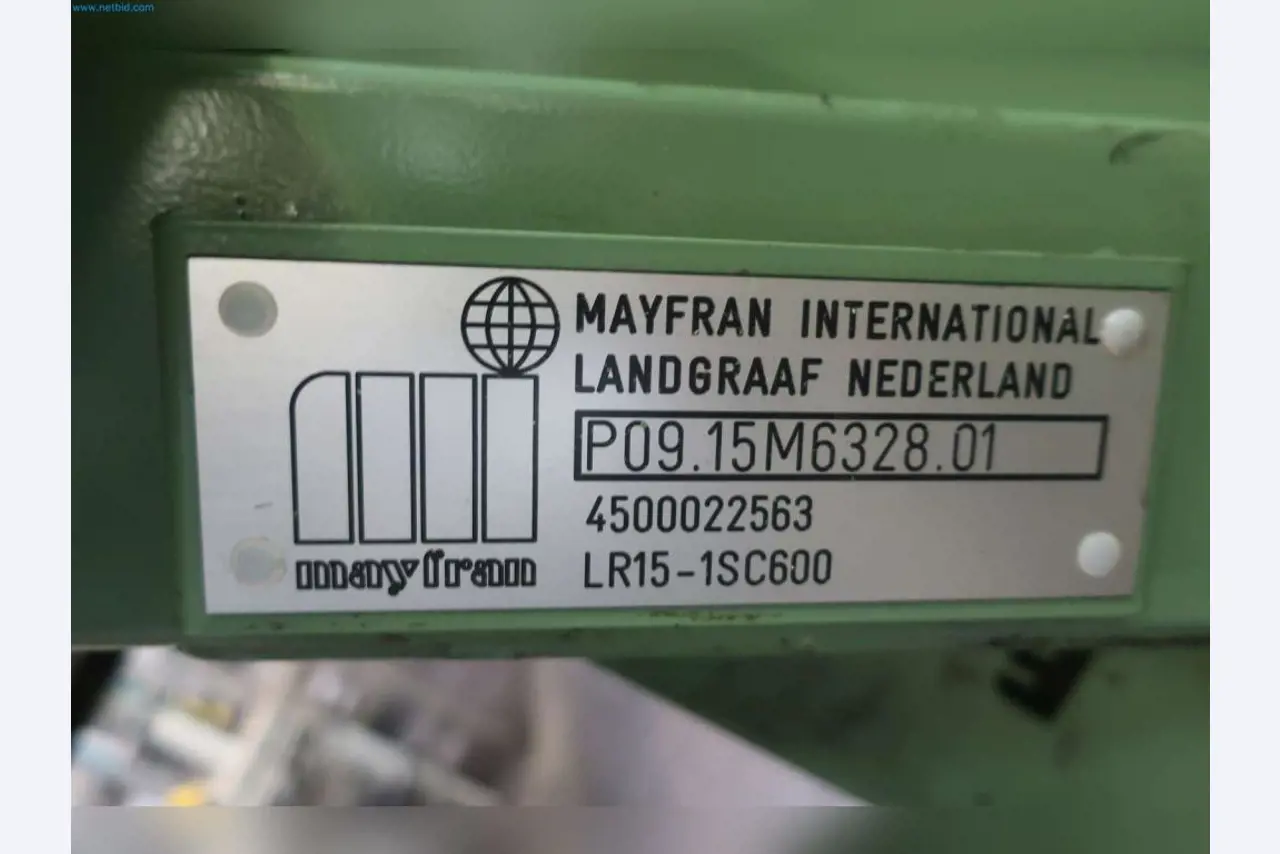 www.netbid.com
MAYFRAN INTERNATIONAL
LANDGRAAF NEDERLAND
P09.15M6328.01
4500022563
LR15-1SC600
mayfran